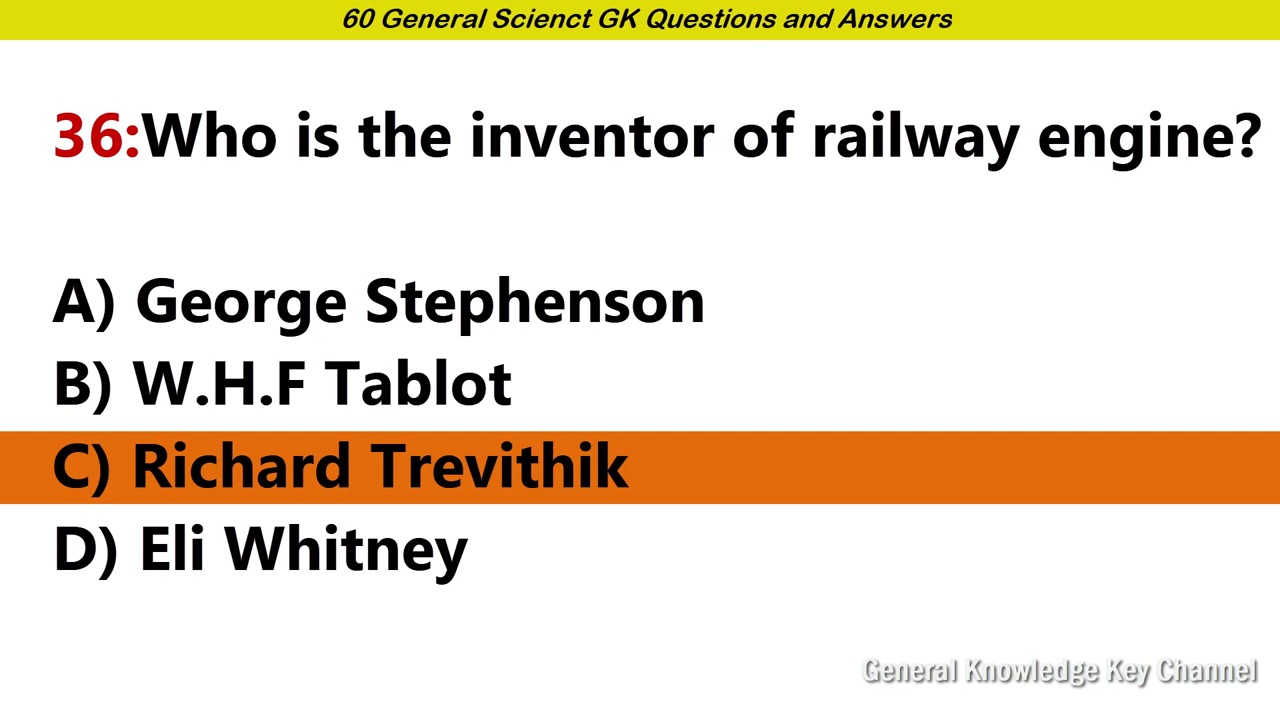 60 General Scienct GK Questions and Answers
36:Who is the inventor of railway engine?
A) George Stephenson
B) W.H.F Tablot
C) Richard Trevithik
D) Eli Whitney
General Knowledge Key Channel